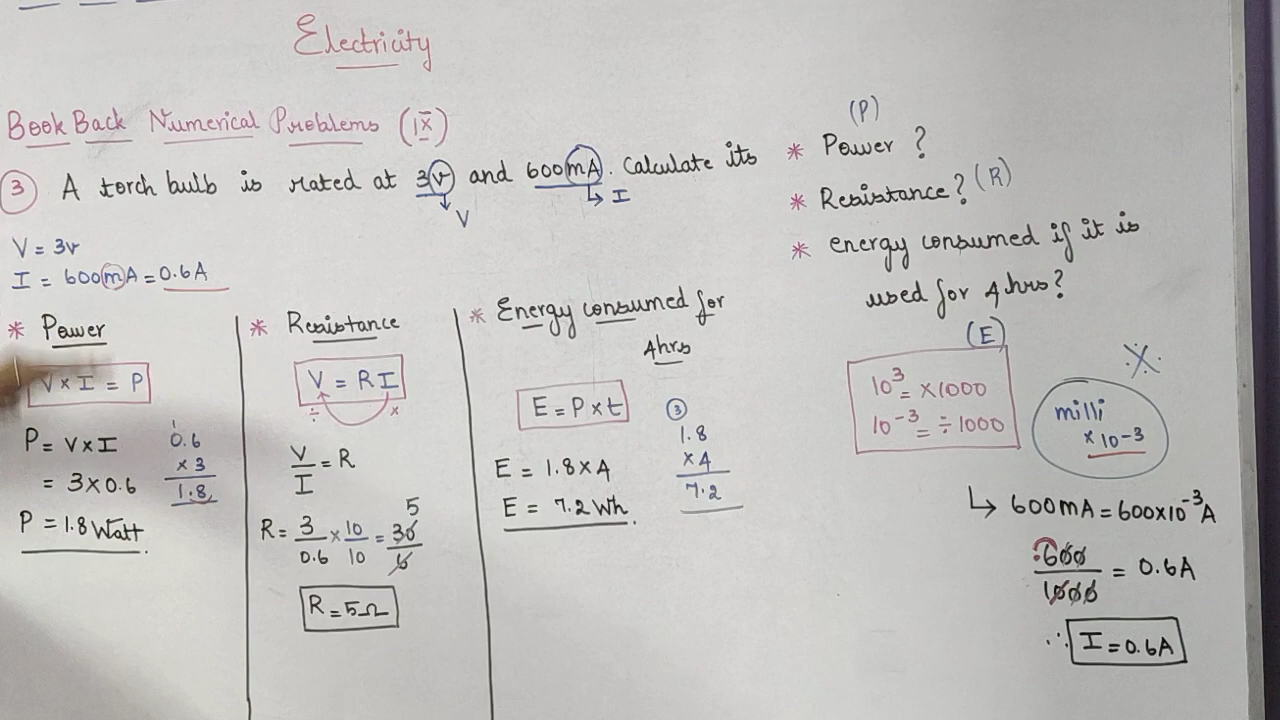 Electricity
Book Back Numerical Problems (IX)
③ A torch bulb is rated at 3v and 600mA. Calculate its
↳ V
↳ I
(P)
* Power ?
* Resistance? (R)
* energy consumed if it is
used for 4 hrs?
(E)
V = 3v
I = 600mA = 0.6A
* Power
V × I = P
P = V × I
= 3 × 0.6
P = 1.8 Watt.
1
0.6
×3
1.8
* Resistance
V = RI
÷ ×
V/I = R
R = 3/0.6 × 10/10 = 30/6
5
R = 5Ω
* Energy consumed for
4hrs
E = P × t
E = 1.8 × 4
E = 7.2 Wh.
③
1.8
×4
7.2
10³ = ×1000
10⁻³ = ÷1000
milli
× 10-3
↳ 600mA = 600×10⁻³A
.600/1000 = 0.6A
∴ I = 0.6A